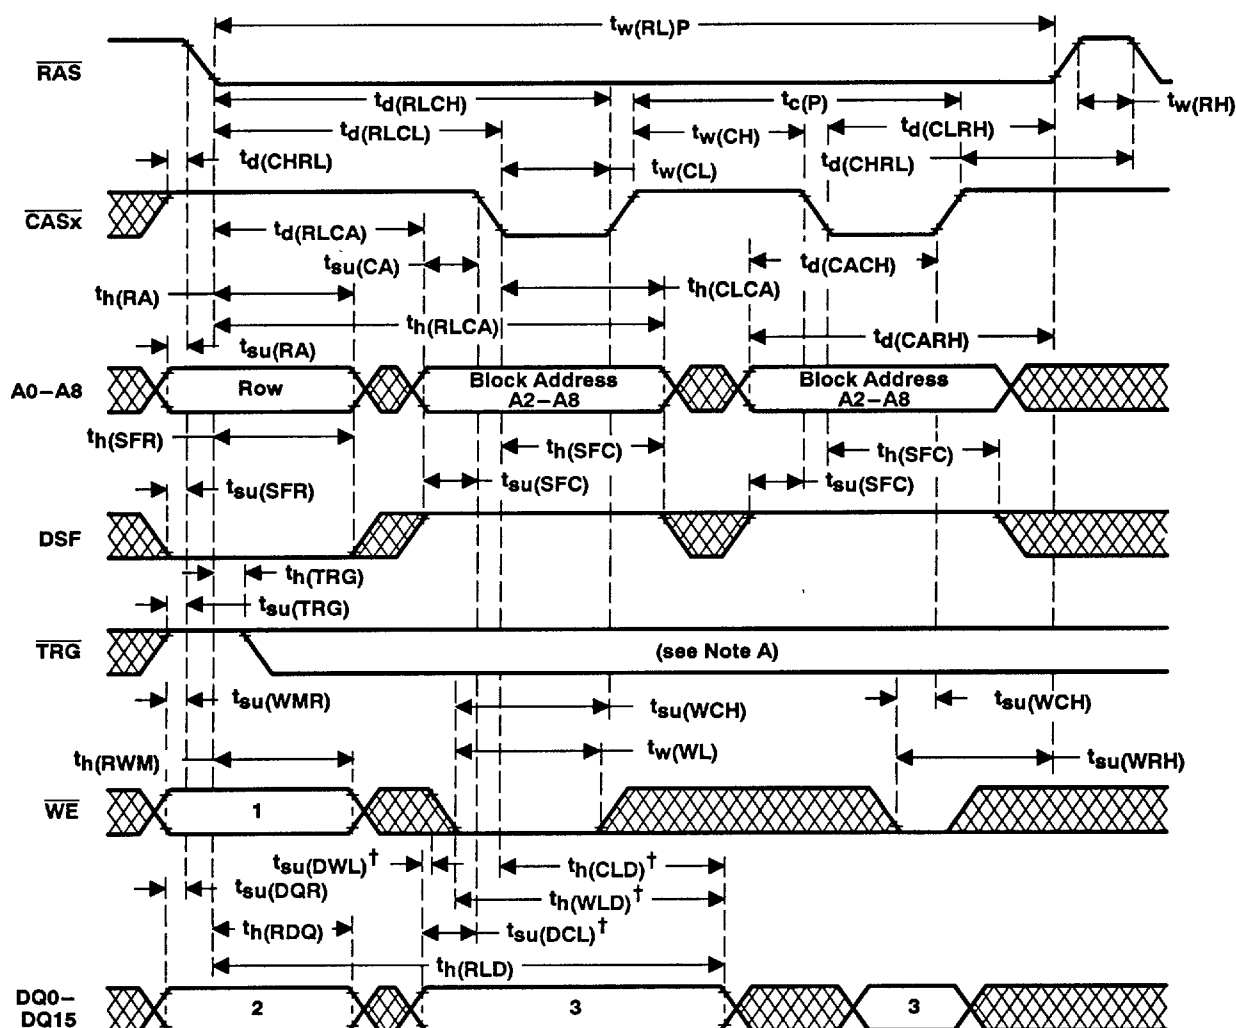 tw(RL)P
RAS
td(RLCH)
tc(P)
tw(RH)
td(RLCL)
tw(CH)
td(CLRH)
td(CHRL)
tw(CL)
td(CHRL)
CASx
td(RLCA)
tsu(CA)
td(CACH)
th(RA)
th(CLCA)
th(RLCA)
tsu(RA)
td(CARH)
A0–A8
Row
Block Address
A2–A8
Block Address
A2–A8
th(SFR)
th(SFC)
th(SFC)
tsu(SFR)
tsu(SFC)
tsu(SFC)
DSF
th(TRG)
tsu(TRG)
TRG
(see Note A)
tsu(WMR)
tsu(WCH)
tsu(WCH)
th(RWM)
tw(WL)
tsu(WRH)
WE
1
tsu(DWL)†
th(CLD)†
tsu(DQR)
th(WLD)†
th(RDQ)
tsu(DCL)†
th(RLD)
DQ0–
DQ15
2
3
3